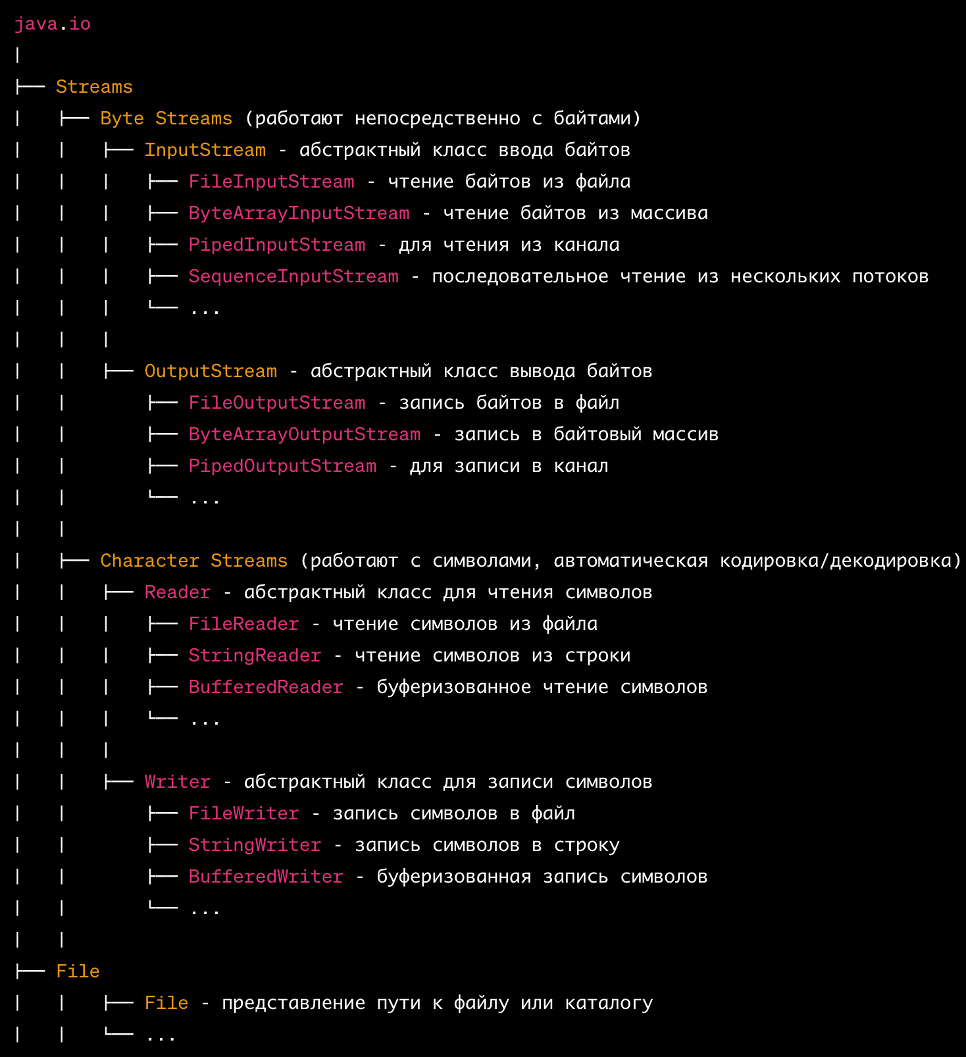 java.io
|
├── Streams
|   ├── Byte Streams (работают непосредственно с байтами)
|   |   ├── InputStream - абстрактный класс ввода байтов
|   |   |   ├── FileInputStream - чтение байтов из файла
|   |   |   ├── ByteArrayInputStream - чтение байтов из массива
|   |   |   ├── PipedInputStream - для чтения из канала
|   |   |   ├── SequenceInputStream - последовательное чтение из нескольких потоков
|   |   |   └── ...
|   |   |
|   |   ├── OutputStream - абстрактный класс вывода байтов
|   |       ├── FileOutputStream - запись байтов в файл
|   |       ├── ByteArrayOutputStream - запись в байтовый массив
|   |       ├── PipedOutputStream - для записи в канал
|   |       └── ...
|   |
|   ├── Character Streams (работают с символами, автоматическая кодировка/декодировка)
|   |   ├── Reader - абстрактный класс для чтения символов
|   |   |   ├── FileReader - чтение символов из файла
|   |   |   ├── StringReader - чтение символов из строки
|   |   |   ├── BufferedReader - буферизованное чтение символов
|   |   |   └── ...
|   |   |
|   |   ├── Writer - абстрактный класс для записи символов
|   |       ├── FileWriter - запись символов в файл
|   |       ├── StringWriter - запись символов в строку
|   |       ├── BufferedWriter - буферизованная запись символов
|   |       └── ...
|   |
├── File
|   |   ├── File - представление пути к файлу или каталогу
|   |   └── ...